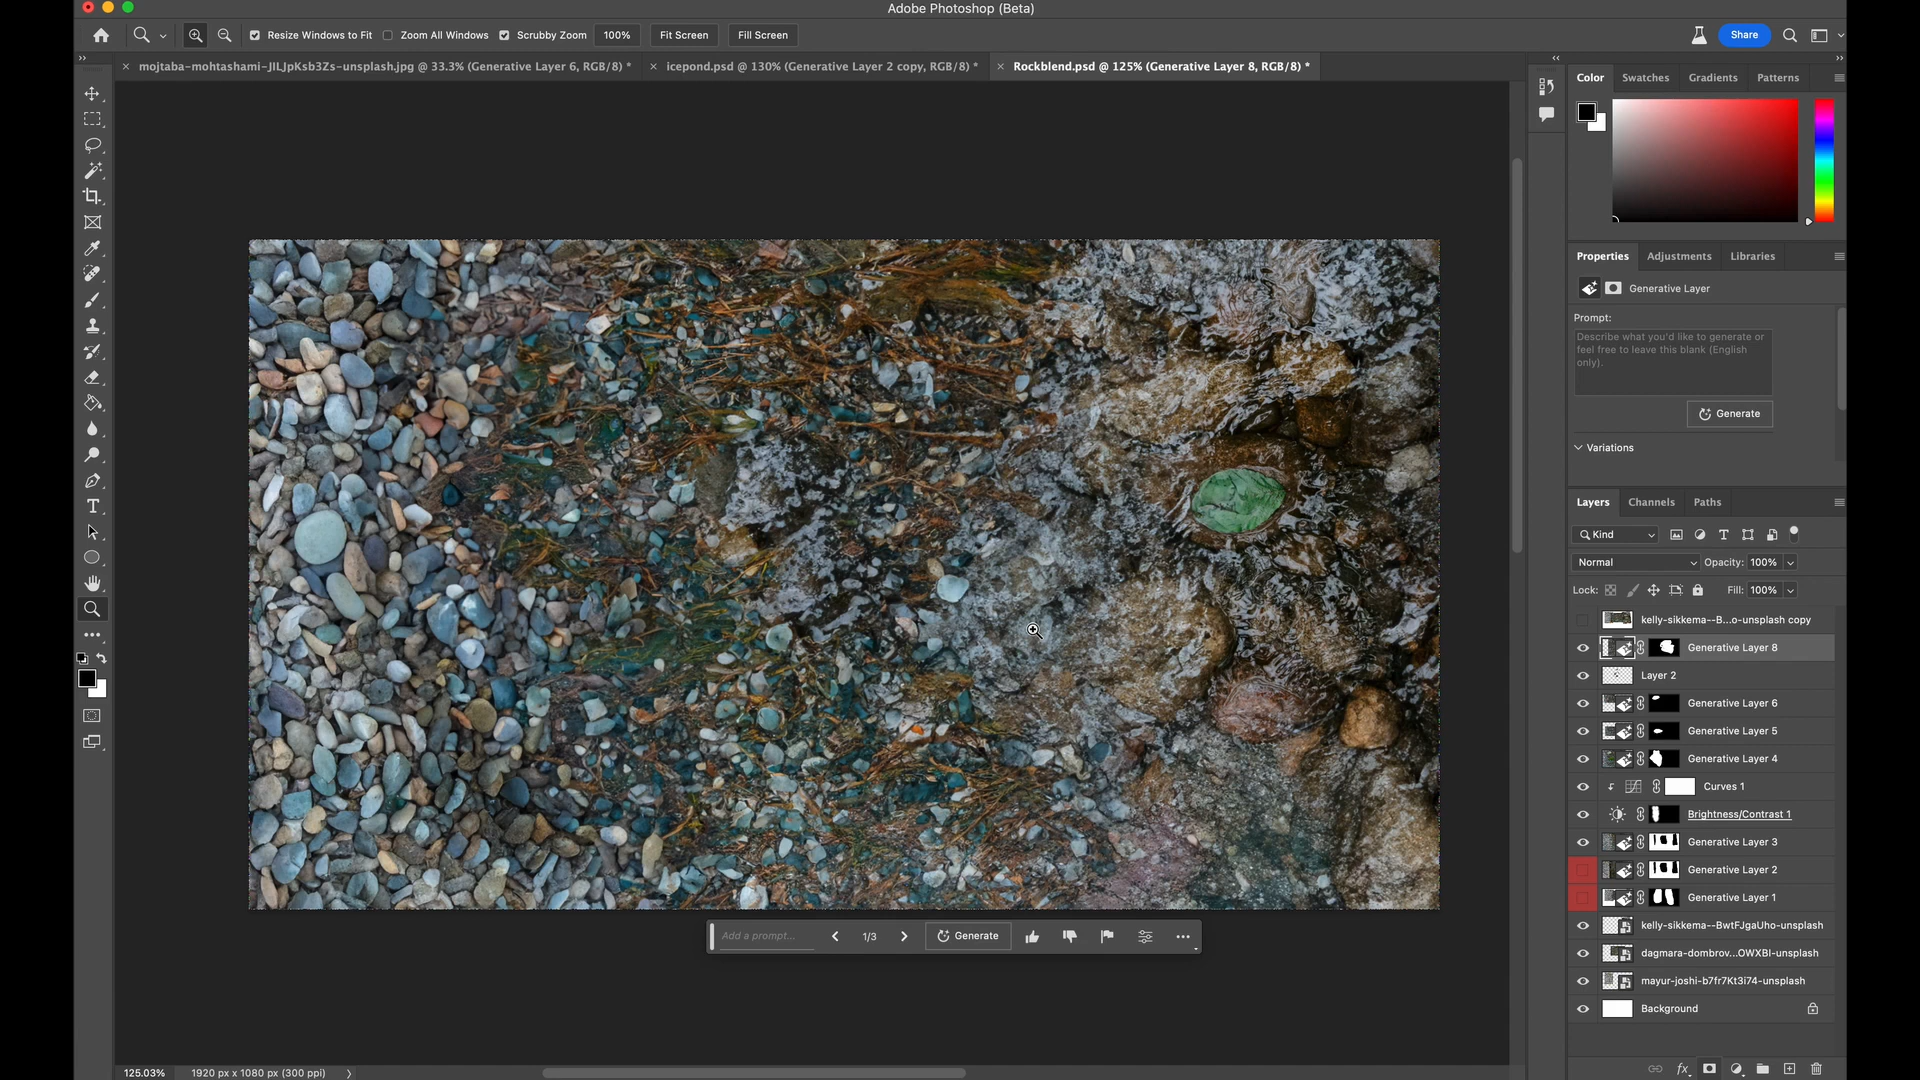 Adobe Photoshop (Beta)
Resize Windows to Fit Zoom All Windows Scrubby Zoom 100% Fit Screen Fill Screen Share
mojtaba-mohtashami-JILJpKsb3Zs-unsplash.jpg @ 33.3% (Generative Layer 6, RGB/8) * icepond.psd @ 130% (Generative Layer 2 copy, RGB/8) * Rockblend.psd @ 125% (Generative Layer 8, RGB/8) *
Color Swatches Gradients Patterns
Properties Adjustments Libraries
Generative Layer
Prompt:
Describe what you'd like to generate or
feel free to leave this blank (English
only).
Generate
Variations
Layers Channels Paths
Kind
Normal Opacity: 100%
Lock: Fill: 100%
kelly-sikkema--B...o-unsplash copy
Generative Layer 8
Layer 2
Generative Layer 6
Generative Layer 5
Generative Layer 4
Curves 1
Brightness/Contrast 1
Generative Layer 3
Generative Layer 2
Generative Layer 1
kelly-sikkema--BwtFJgaUho-unsplash
dagmara-dombrov...OWXBI-unsplash
mayur-joshi-b7fr7Kt3i74-unsplash
Background
Add a prompt... 1/3 Generate
125.03% 1920 px x 1080 px (300 ppi)